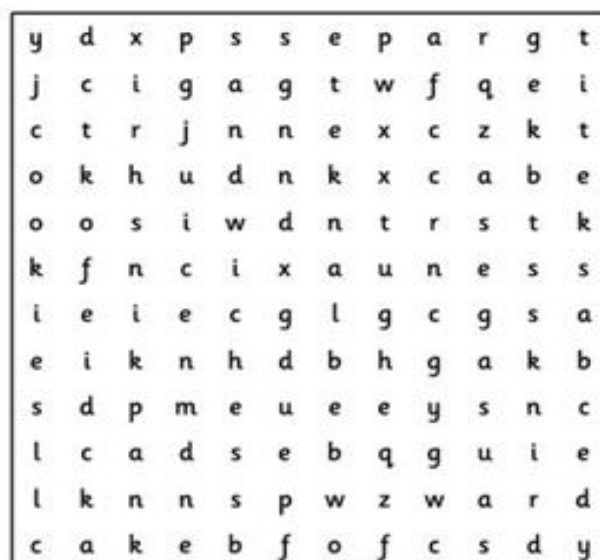 y d x p s s e p a r g t
j c i g a g t w f q e i
c t r j n n e x c z k t
o k h u d n k x c a b e
o o s i w d n t r s t k
k f n c i x a u n e s s
i e i e c g l g c g s a
e i k n h d b h g a k b
s d p m e u e e y s n c
l c a d s e b q g u i e
l k n n s p w z w a r d
c a k e b f o f c s d y